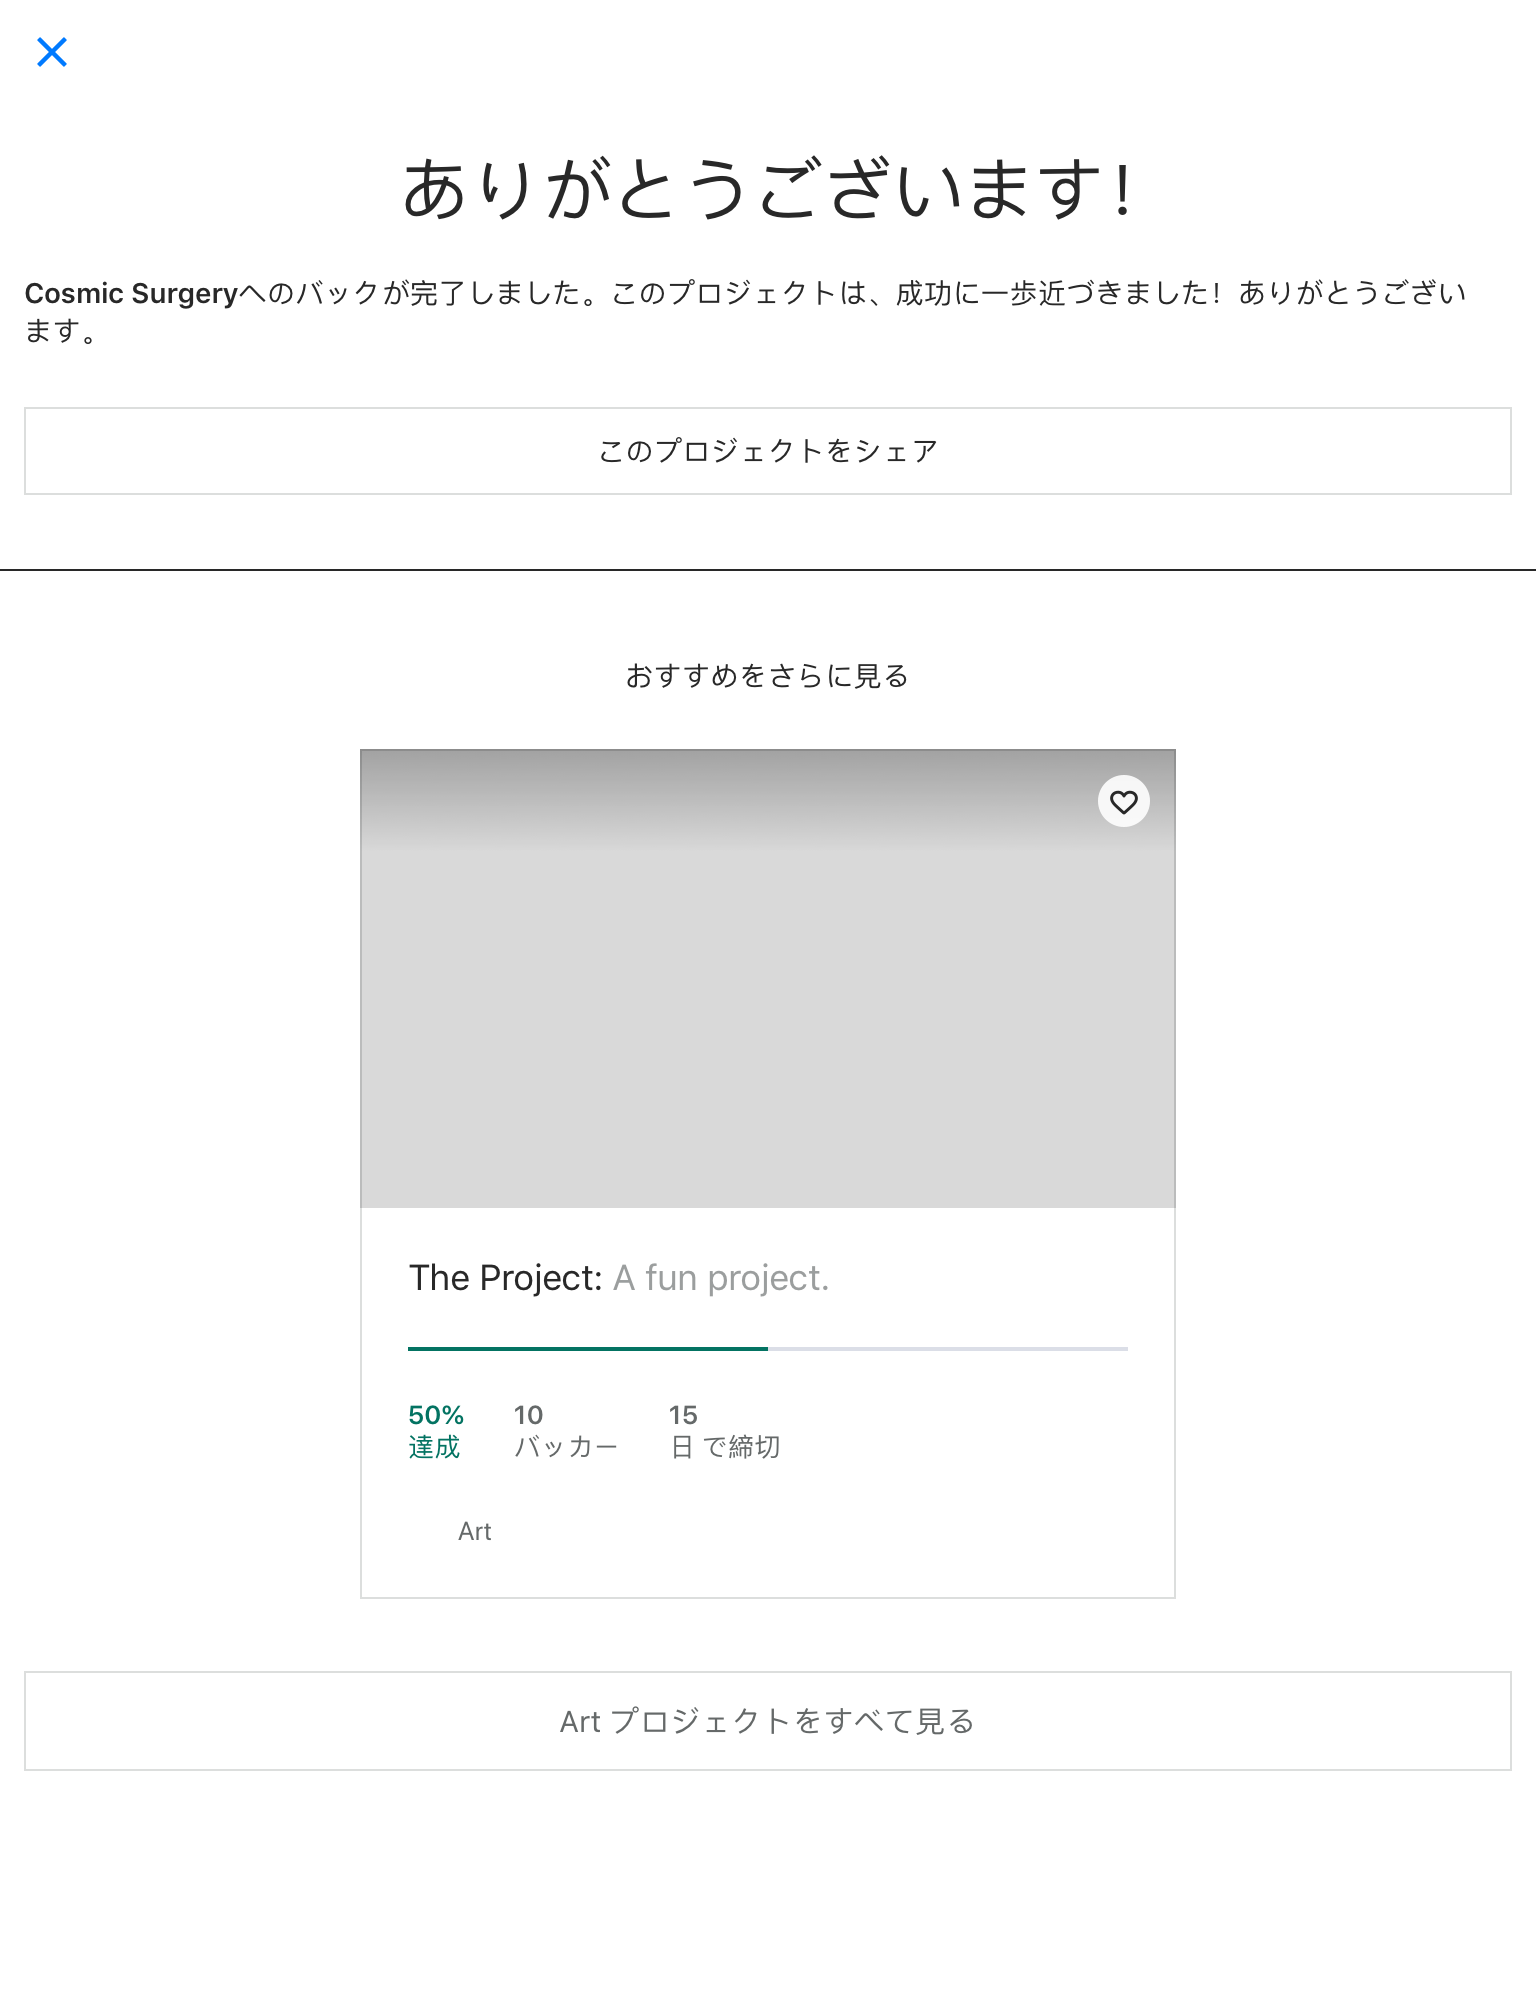 ありがとうございます！
Cosmic Surgeryへのバックが完了しました。このプロジェクトは、成功に一歩近づきました！ありがとうござい
ます。
このプロジェクトをシェア
おすすめをさらに見る
The Project: A fun project.
50% 10 15
達成 バッカー 日 で締切
Art
Art プロジェクトをすべて見る